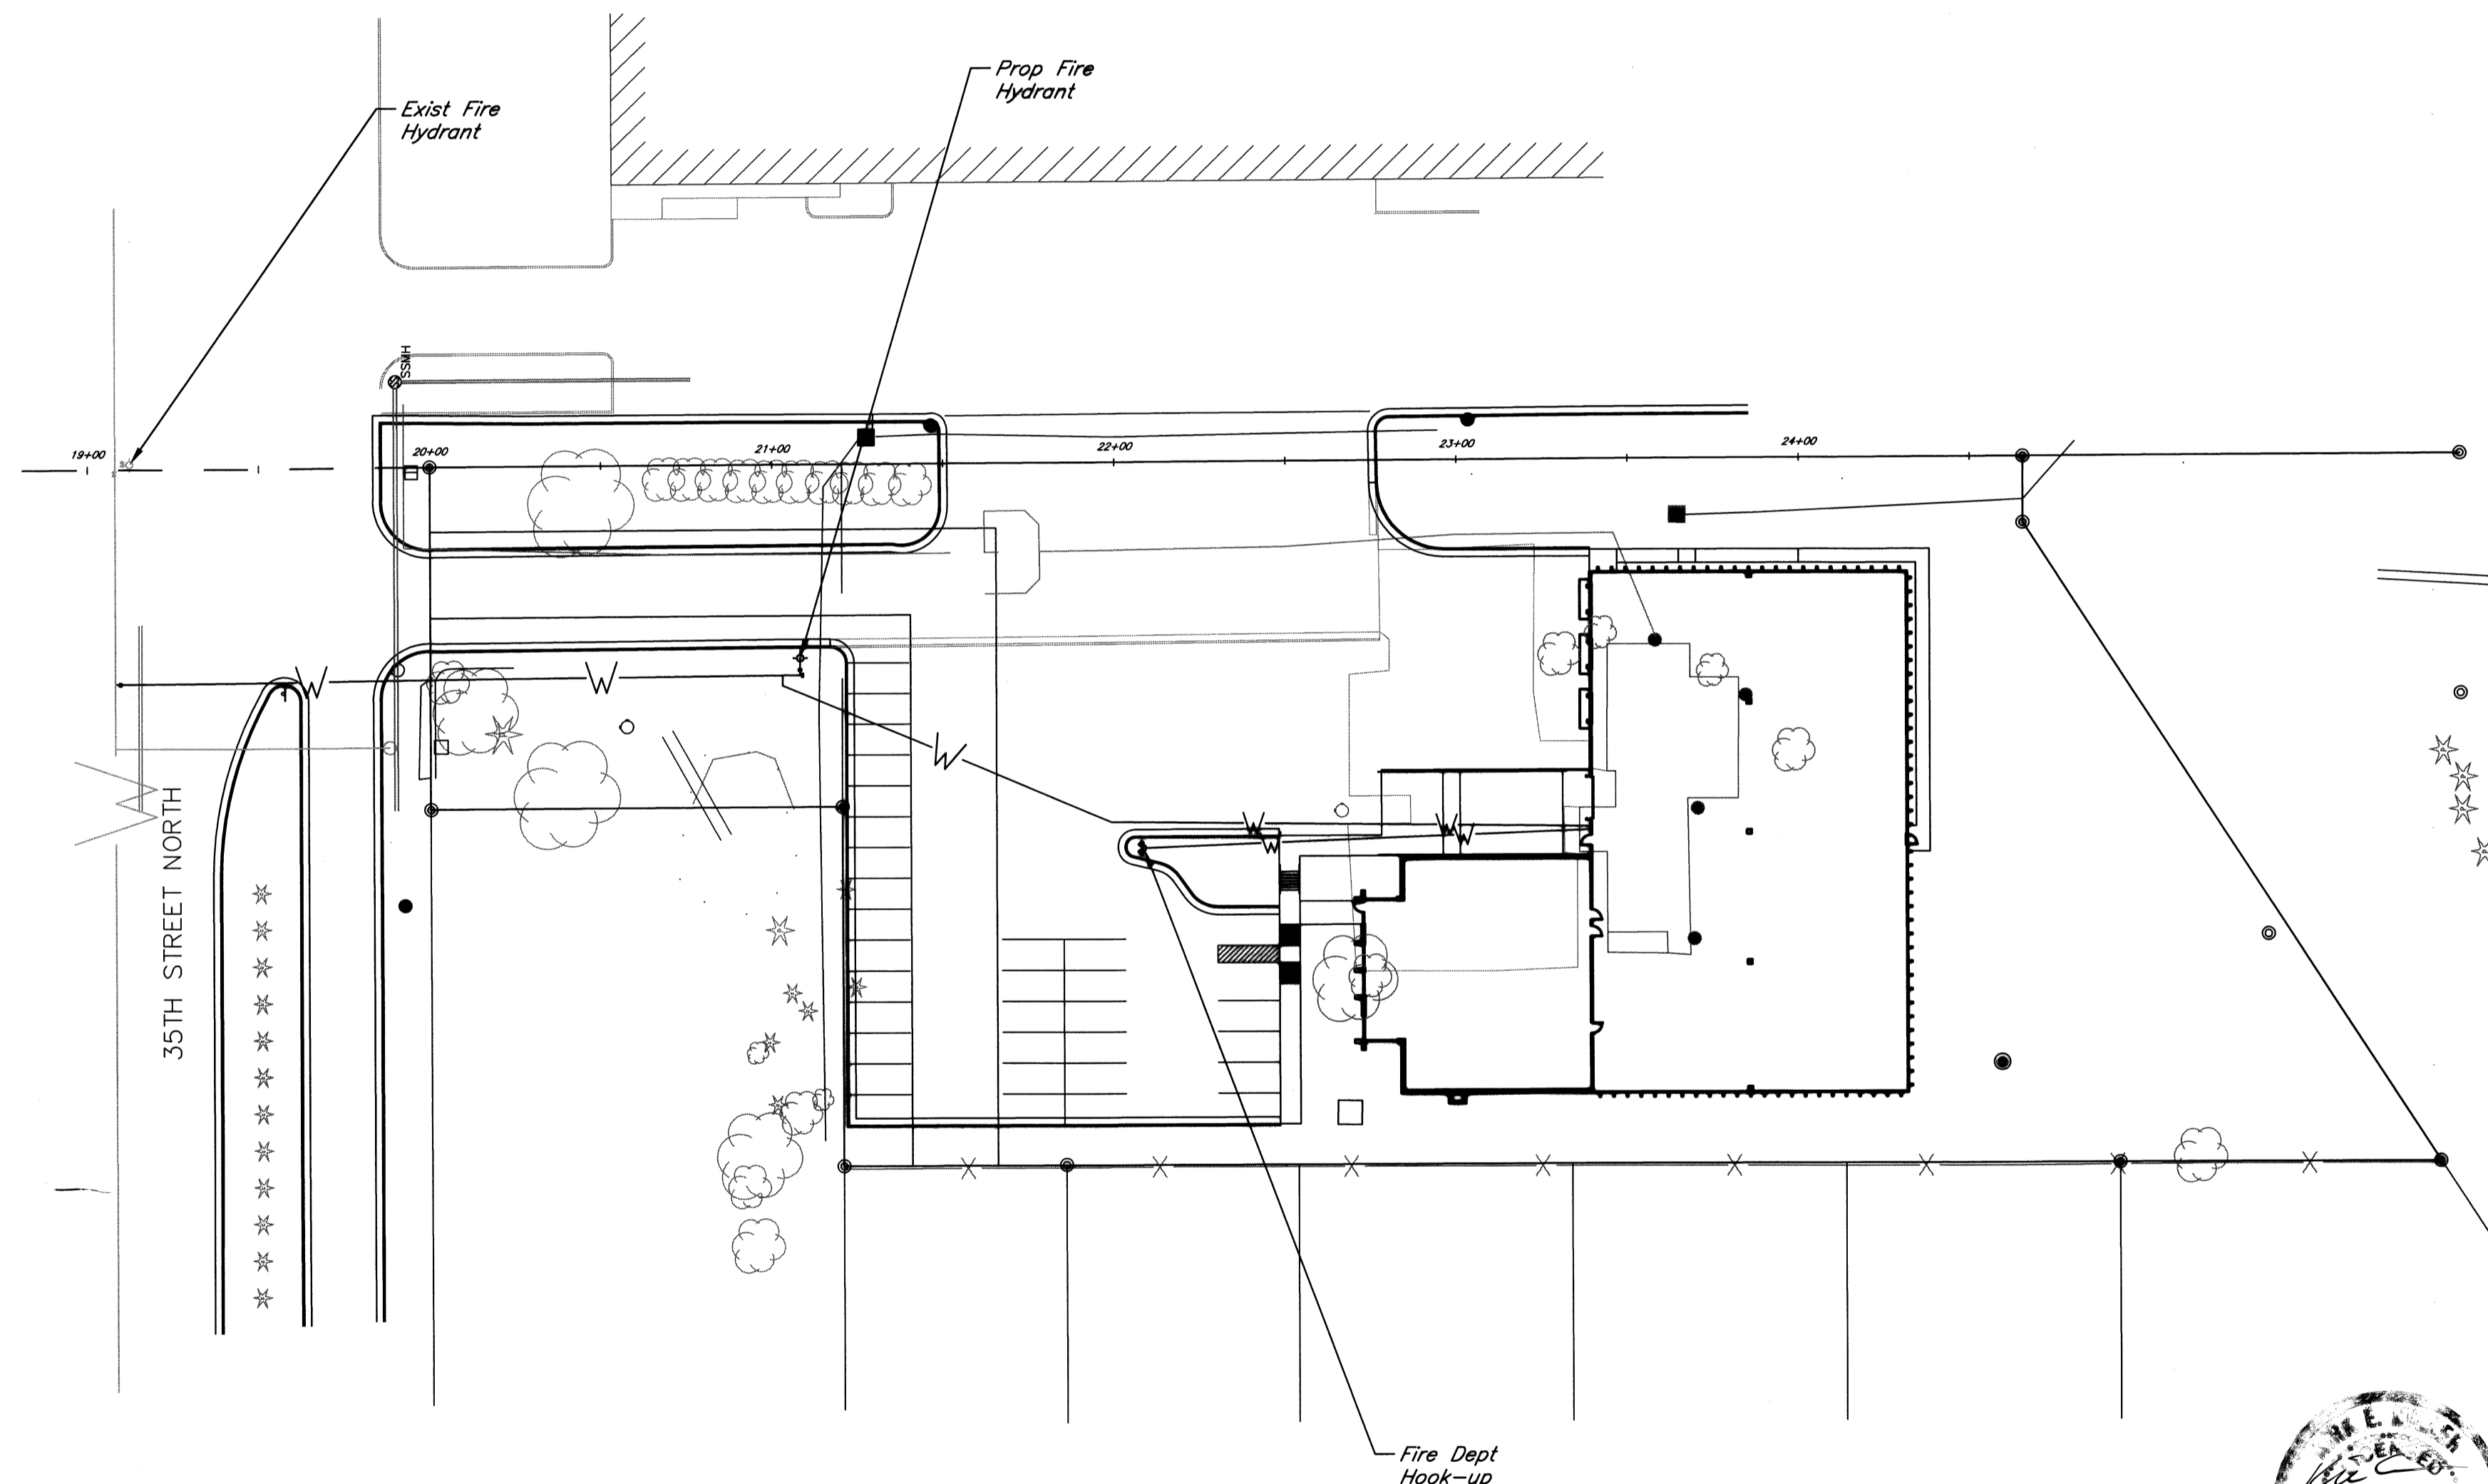 Prop Fire
Hydrant
Exist Fire
Hydrant
SSMH
19+00
20+00
21+00
22+00
23+00
24+00
W
W
W
W
W
W
W
W
W
35TH STREET NORTH
Fire Dept
Hook-up